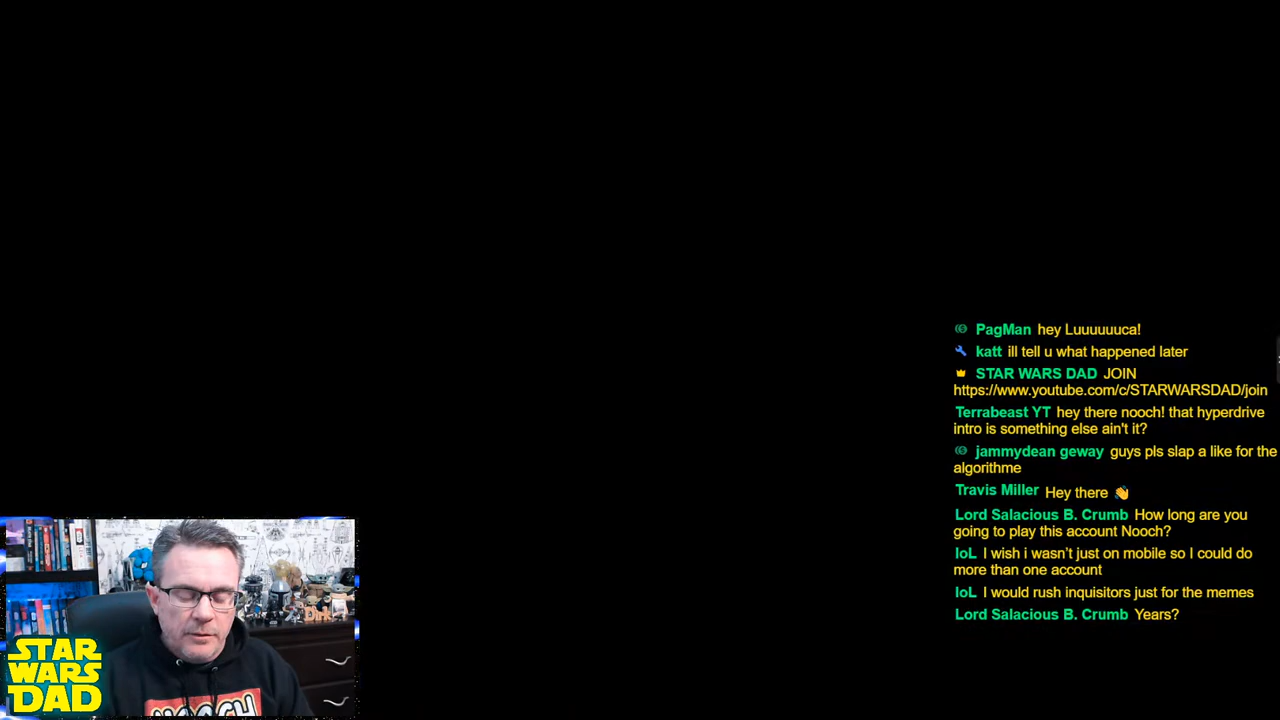 PagMan hey Luuuuuuca!
katt ill tell u what happened later
STAR WARS DAD JOIN
https://www.youtube.com/c/STARWARSDAD/join
Terrabeast YT hey there nooch! that hyperdrive
intro is something else ain't it?
jammydean geway guys pls slap a like for the
algorithme
Travis Miller Hey there 👋
Lord Salacious B. Crumb How long are you
going to play this account Nooch?
IoL I wish i wasn't just on mobile so I could do
more than one account
IoL I would rush inquisitors just for the memes
Lord Salacious B. Crumb Years?
STAR
WARS
DAD
NOOCH